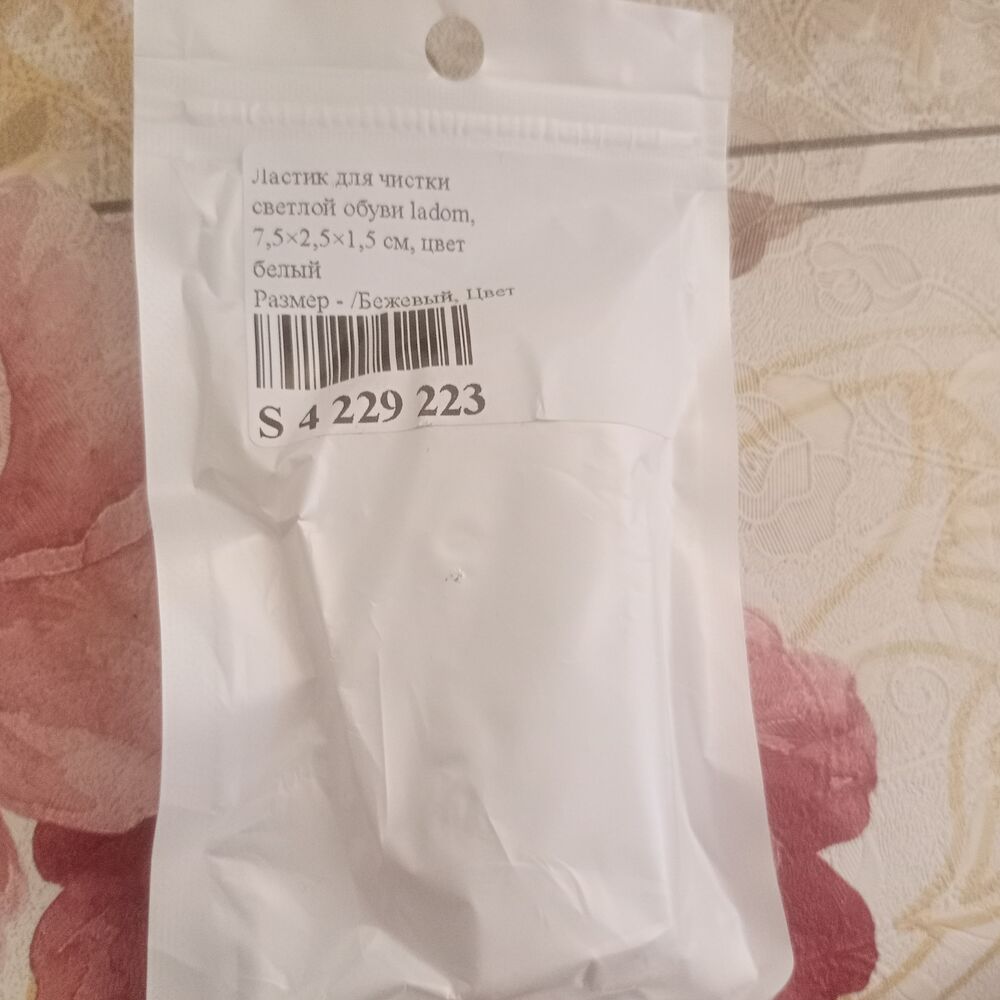 Ластик для чистки
светлой обуви ladom,
7,5×2,5×1,5 см, цвет
белый
Размер - /Бежевый, Цвет
S 4 229 223